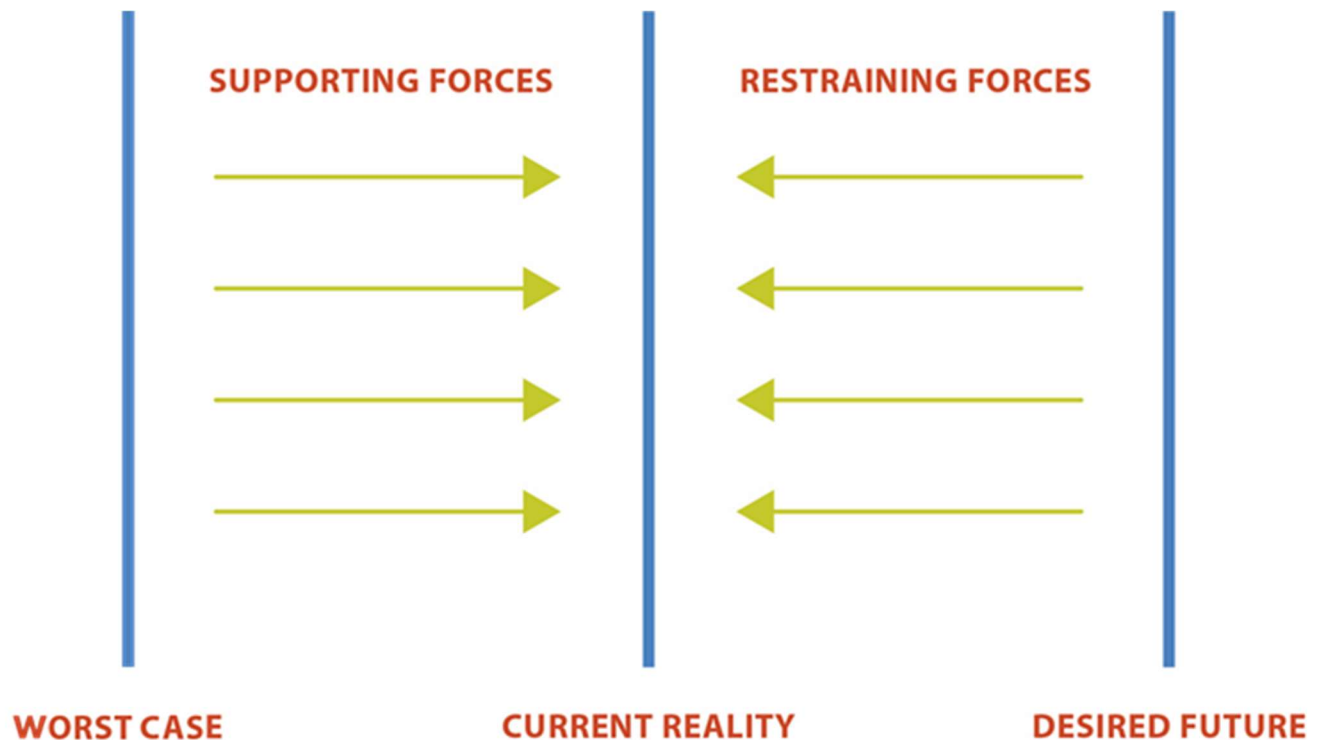 SUPPORTING FORCES
RESTRAINING FORCES
WORST CASE
CURRENT REALITY
DESIRED FUTURE